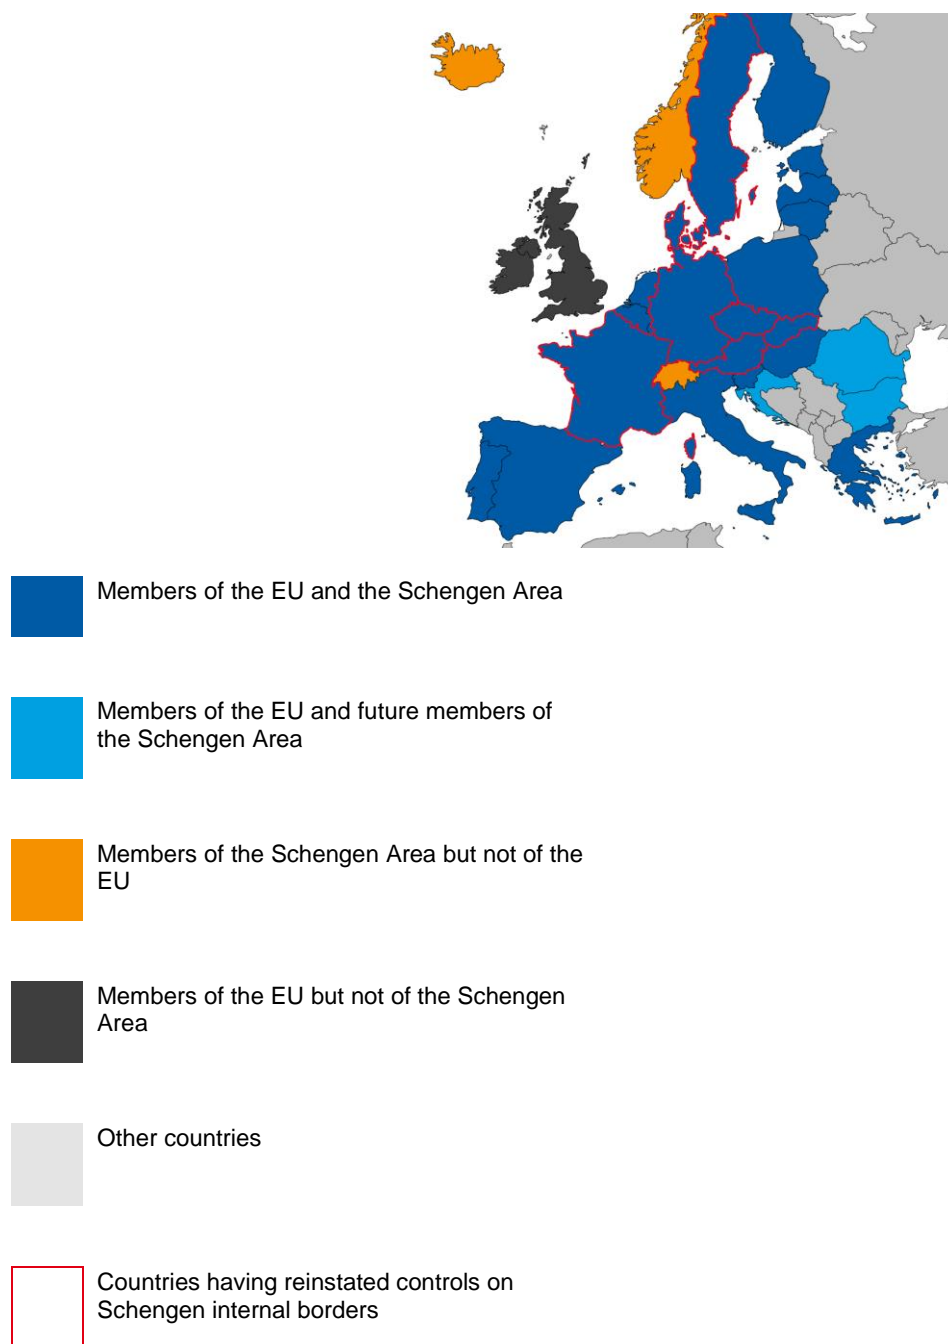 Members of the EU and the Schengen Area
Members of the EU and future members of
the Schengen Area
Members of the Schengen Area but not of the
EU
Members of the EU but not of the Schengen
Area
Other countries
Countries having reinstated controls on
Schengen internal borders